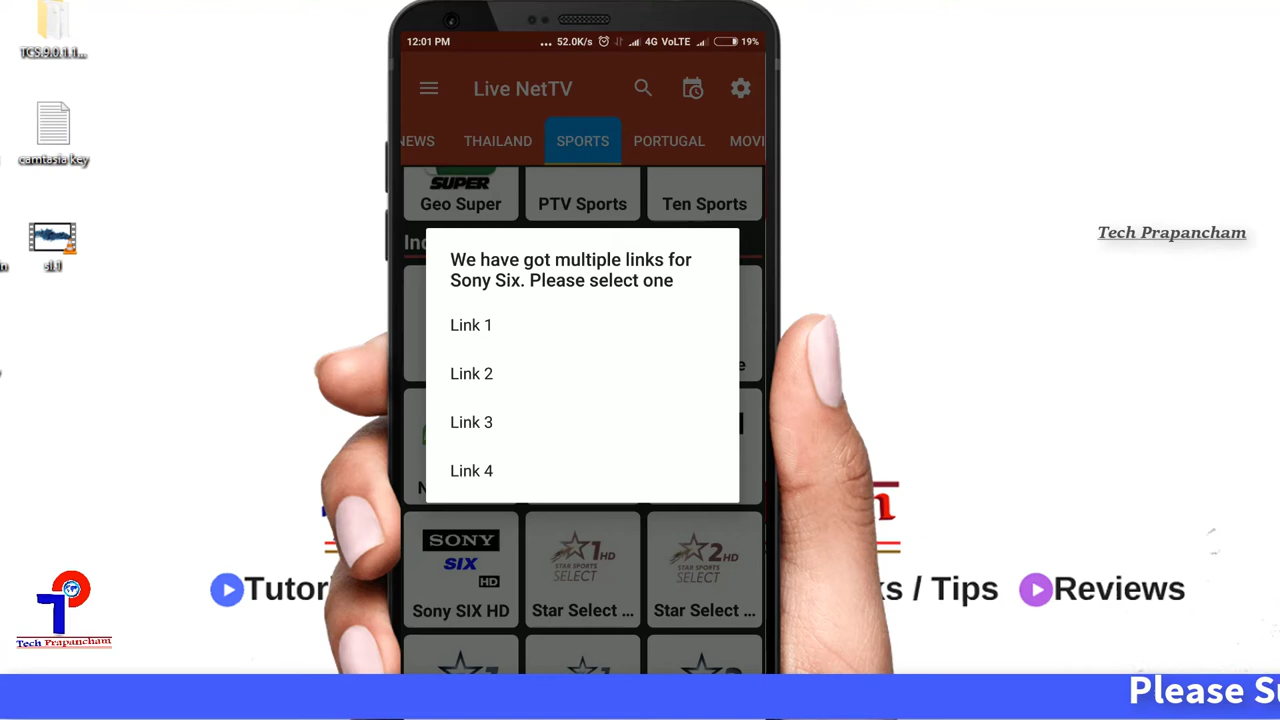 TCS.9.0.1.1...
camtasia key
sl.1
12:01 PM
... 52.0K/s 4G VoLTE 19%
Live NetTV
NEWS THAILAND SPORTS PORTUGAL MOVI
SUPER
Geo Super PTV Sports Ten Sports
We have got multiple links for
Sony Six. Please select one
Link 1
Link 2
Link 3
Link 4
SONY
SIX
HD
1HD
STAR SPORTS
SELECT
2HD
STAR SPORTS
SELECT
Sony SIX HD Star Select ... Star Select ...
Tech Prapancham
Tutor
ks / Tips
Reviews
Tech Prapancham
Please Su